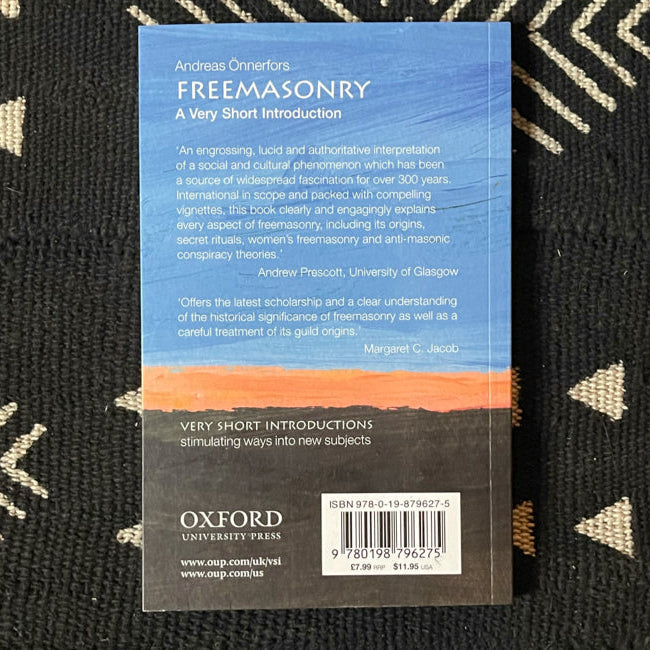 Andreas Önnerfors
FREEMASONRY
A Very Short Introduction
‘An engrossing, lucid and authoritative interpretation
of a social and cultural phenomenon which has been
a source of widespread fascination for over 300 years.
International in scope and packed with compelling
vignettes, this book clearly and engagingly explains
every aspect of freemasonry, including its origins,
secret rituals, women's freemasonry and anti-masonic
conspiracy theories.’
Andrew Prescott, University of Glasgow
‘Offers the latest scholarship and a clear understanding
of the historical significance of freemasonry as well as a
careful treatment of its guild origins.’
Margaret C. Jacob
VERY SHORT INTRODUCTIONS
stimulating ways into new subjects
OXFORD
UNIVERSITY PRESS
www.oup.com/uk/vsi
www.oup.com/us
ISBN 978-0-19-879627-5
9 780198 796275
£7.99 RRP $11.95 USA